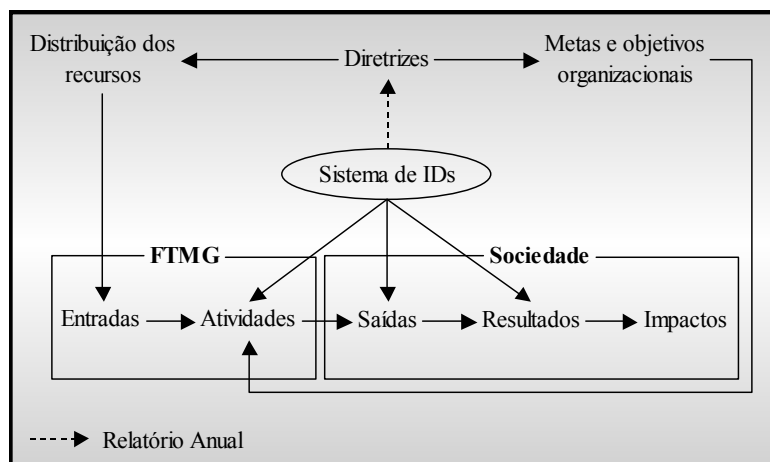 Distribuição dos
recursos
Diretrizes
Metas e objetivos
organizacionais
Sistema de IDs
FTMG
Sociedade
Entradas
Atividades
Saídas
Resultados
Impactos
Relatório Anual